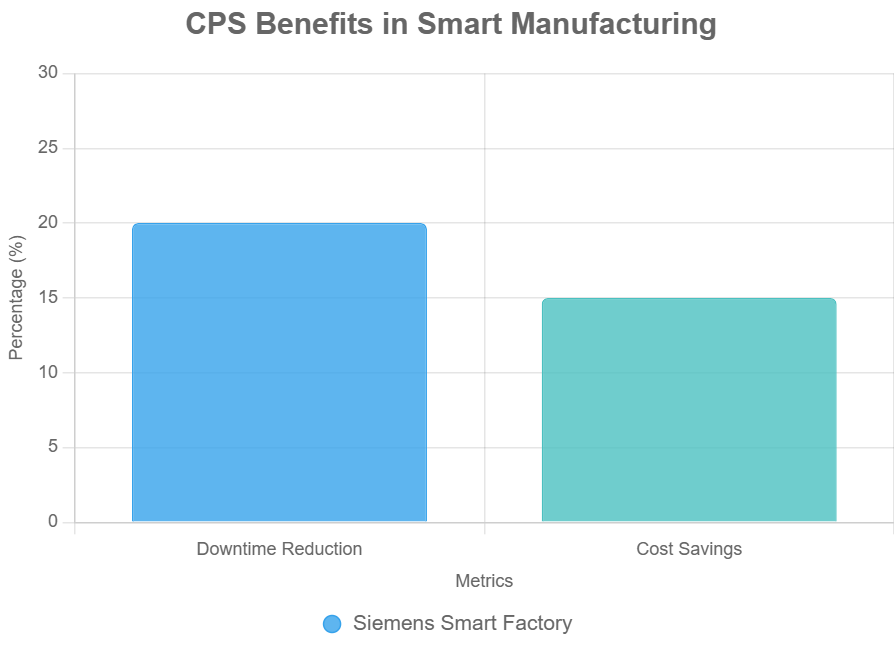 CPS Benefits in Smart Manufacturing
30
25
20
15
10
5
0
Percentage (%)
Downtime Reduction
Cost Savings
Metrics
Siemens Smart Factory